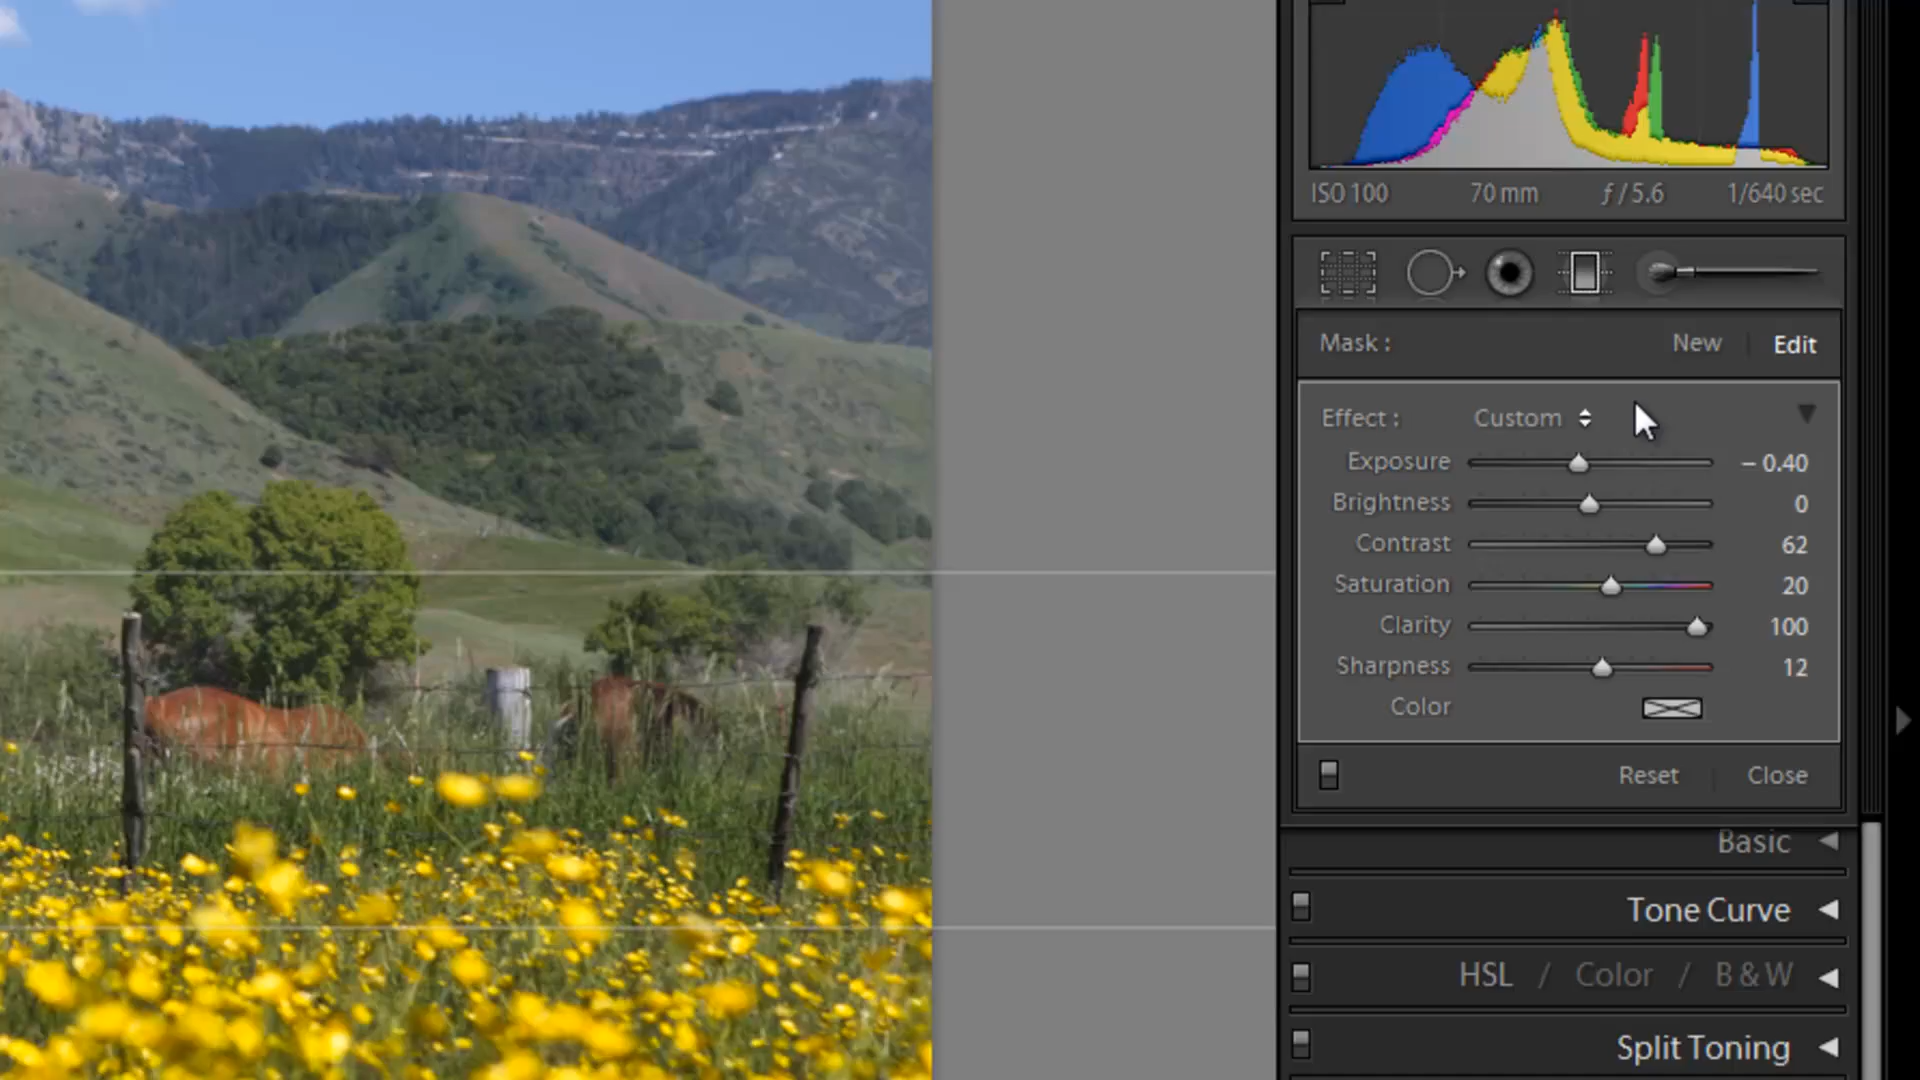 ISO 100 70 mm ƒ / 5.6 1/640 sec
Mask : New Edit
Effect : Custom
Exposure – 0.40
Brightness 0
Contrast 62
Saturation 20
Clarity 100
Sharpness 12
Color
Reset Close
Basic
Tone Curve
HSL / Color / B & W
Split Toning